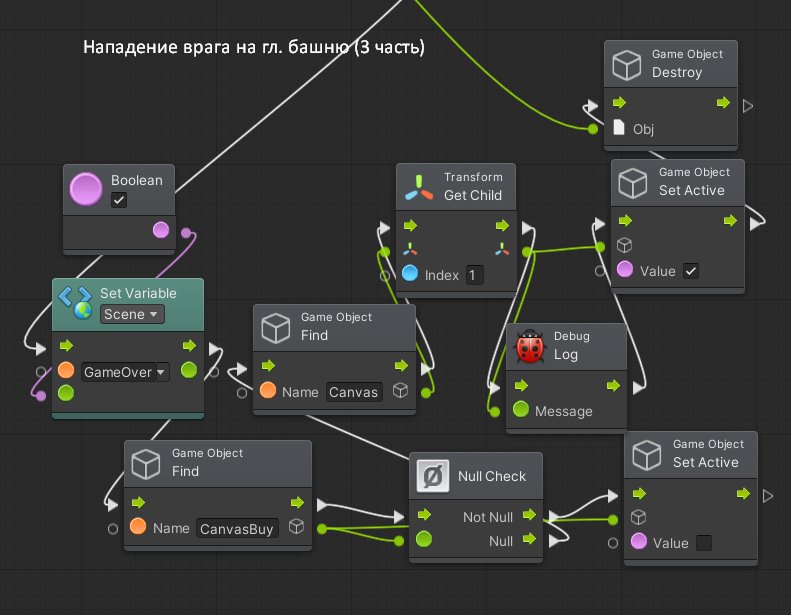 Нападение врага на гл. башню (3 часть)
Game Object
Destroy
Obj
Boolean
Transform
Get Child
Index 1
Game Object
Set Active
Value
Set Variable
Scene
GameOver
Game Object
Find
Name Canvas
Debug
Log
Message
Game Object
Find
Name CanvasBuy
Null Check
Not Null
Null
Game Object
Set Active
Value